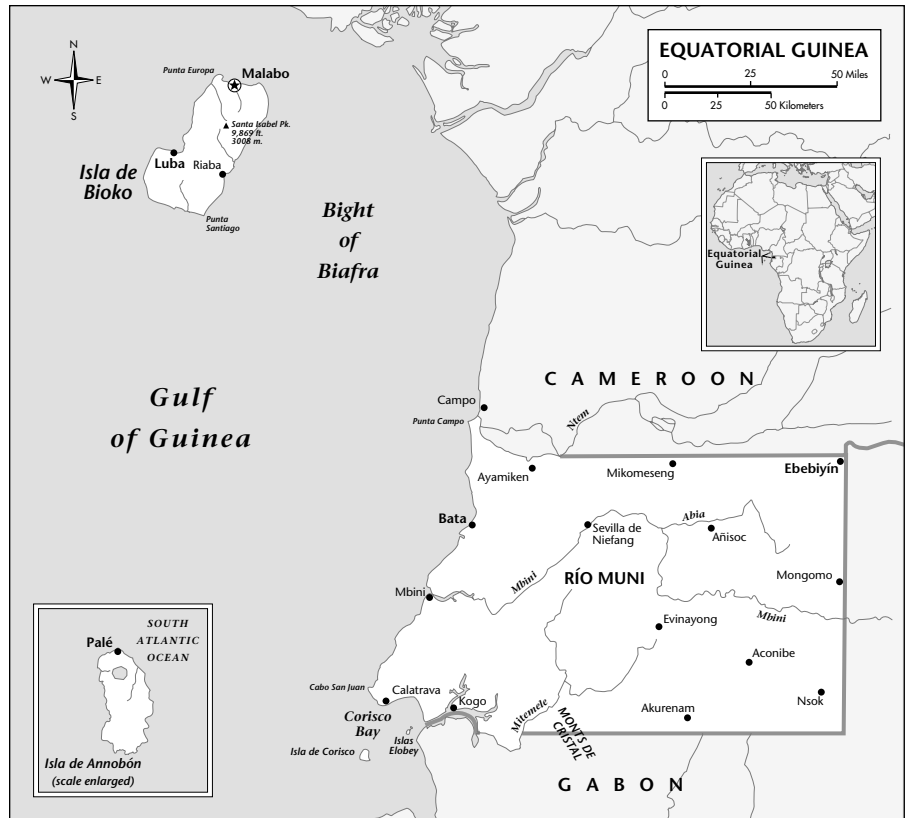 N
W E
S
EQUATORIAL GUINEA
0 25 50 Miles
0 25 50 Kilometers
Punta Europa
Malabo
Santa Isabel Pk.
9,869 ft.
3008 m.
Luba
Riaba
Isla de
Bioko
Punta
Santiago
Bight
of
Biafra
Equatorial
Guinea
Gulf
of Guinea
CAMEROON
Campo
Punta Campo
Ntem
Ayamiken
Mikomeseng
Ebebiyín
Bata
Sevilla de
Niefang
Abia
Añisoc
Mbini
RÍO MUNI
Mongomo
Mbini
Mbini
Evinayong
Aconibe
Nsok
Akurenam
Cabo San Juan
Calatrava
Kogo
Mitemele
MONTS DE
CRISTAL
Corisco
Bay
Islas
Elobey
Isla de Corisco
GABON
SOUTH
ATLANTIC
OCEAN
Palé
Isla de Annobón
(scale enlarged)